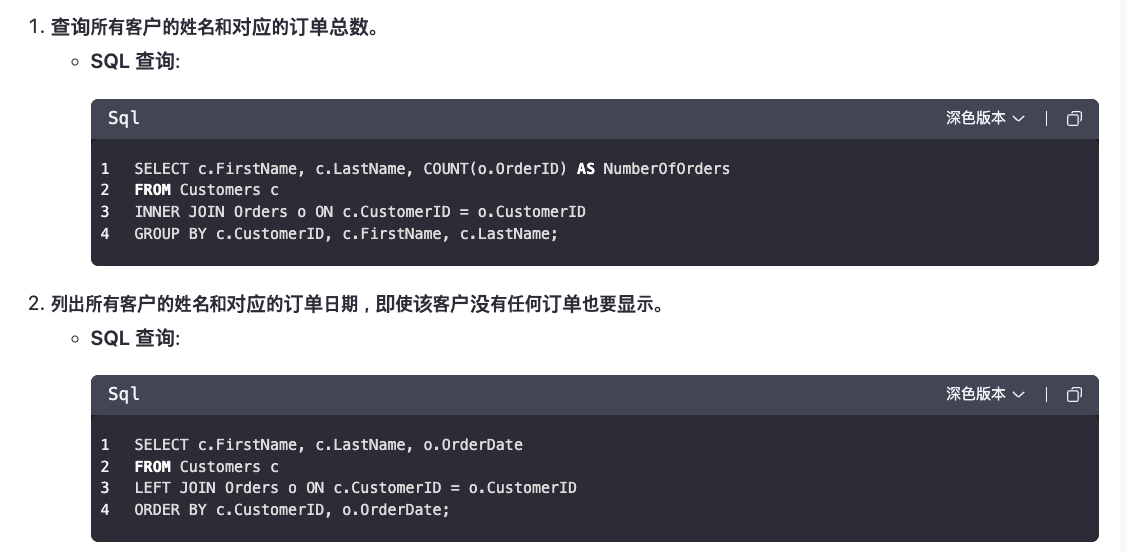 1. 查询所有客户的姓名和对应的订单总数。
SQL 查询:
Sql
深色版本
1 SELECT c.FirstName, c.LastName, COUNT(o.OrderID) AS NumberOfOrders
2 FROM Customers c
3 INNER JOIN Orders o ON c.CustomerID = o.CustomerID
4 GROUP BY c.CustomerID, c.FirstName, c.LastName;
2. 列出所有客户的姓名和对应的订单日期，即使该客户没有任何订单也要显示。
SQL 查询:
Sql
深色版本
1 SELECT c.FirstName, c.LastName, o.OrderDate
2 FROM Customers c
3 LEFT JOIN Orders o ON c.CustomerID = o.CustomerID
4 ORDER BY c.CustomerID, o.OrderDate;